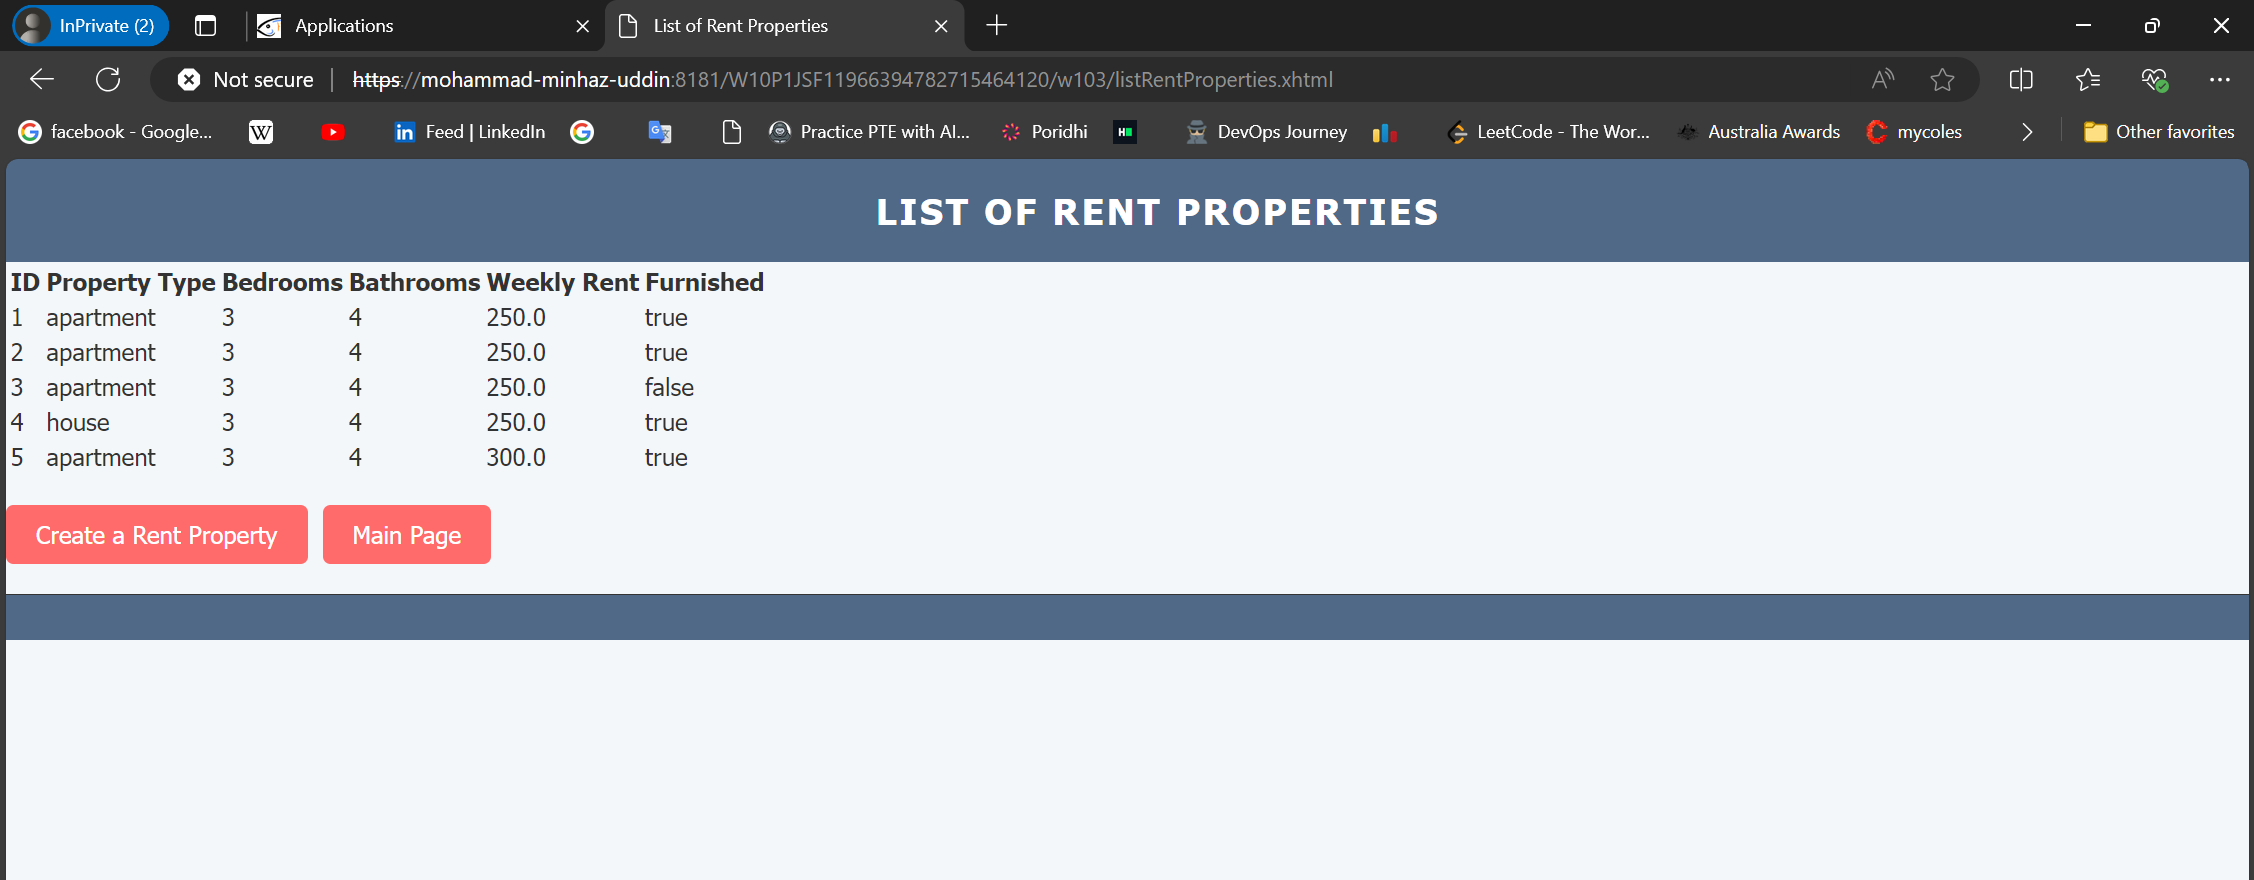 InPrivate (2) Applications List of Rent Properties
Not secure https://mohammad-minhaz-uddin:8181/W10P1JSF11966394782715464120/w103/listRentProperties.xhtml
facebook - Google... W in Feed | LinkedIn Practice PTE with AI... Poridhi H DevOps Journey LeetCode - The Wor... Australia Awards mycoles Other favorites
LIST OF RENT PROPERTIES
ID Property Type Bedrooms Bathrooms Weekly Rent Furnished
1 apartment 3 4 250.0 true
2 apartment 3 4 250.0 true
3 apartment 3 4 250.0 false
4 house 3 4 250.0 true
5 apartment 3 4 300.0 true
Create a Rent Property Main Page